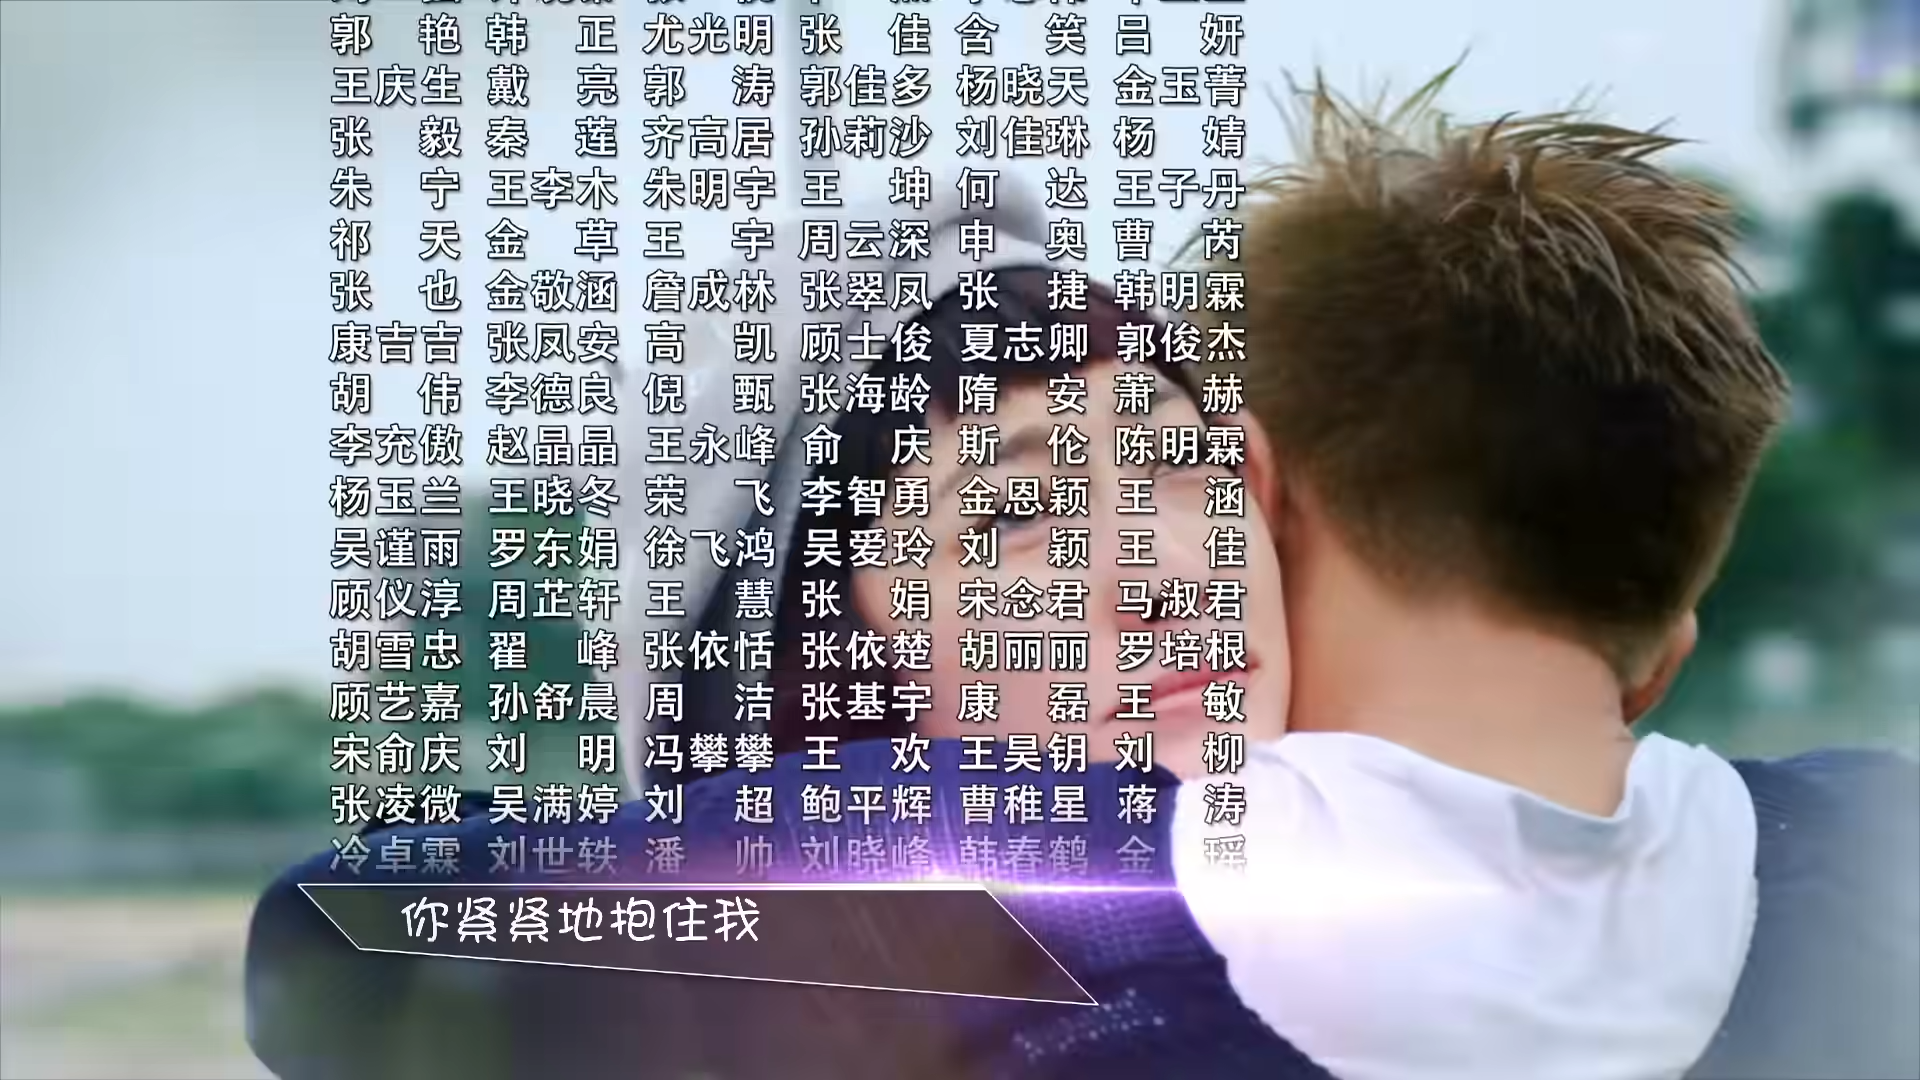 郭艳 韩正 尤光明 张佳 含笑 吕妍
王庆生 戴亮 郭涛 郭佳多 杨晓天 金玉菁
张毅 秦莲 齐高居 孙莉沙 刘佳琳 杨婧
朱宁 王李木 朱明宇 王坤 何达 王子丹
祁天 金草 王宇 周云深 申奥 曹芮
张也 金敬涵 詹成林 张翠凤 张捷 韩明霖
康吉吉 张凤安 高凯 顾士俊 夏志卿 郭俊杰
胡伟 李德良 倪甄 张海龄 隋安 萧赫
李充傲 赵晶晶 王永峰 俞庆 斯伦 陈明霖
杨玉兰 王晓冬 荣飞 李智勇 金恩颖 王涵
吴谨雨 罗东娟 徐飞鸿 吴爱玲 刘颖 王佳
顾仪淳 周芷轩 王慧 张娟 宋念君 马淑君
胡雪忠 翟峰 张依恬 张依楚 胡丽丽 罗培根
顾艺嘉 孙舒晨 周洁 张基宇 康磊 王敏
宋俞庆 刘明 冯攀攀 王欢 王昊钥 刘柳
张凌微 吴满婷 刘超 鲍平辉 曹稚星 蒋涛
冷卓霖 刘世轶 潘帅 刘晓峰 韩春鹤 金瑶
你紧紧地抱住我